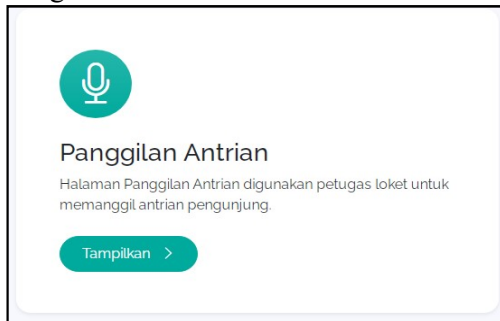 Panggilan Antrian
Halaman Panggilan Antrian digunakan petugas loket untuk
memanggil antrian pengunjung.
Tampilkan